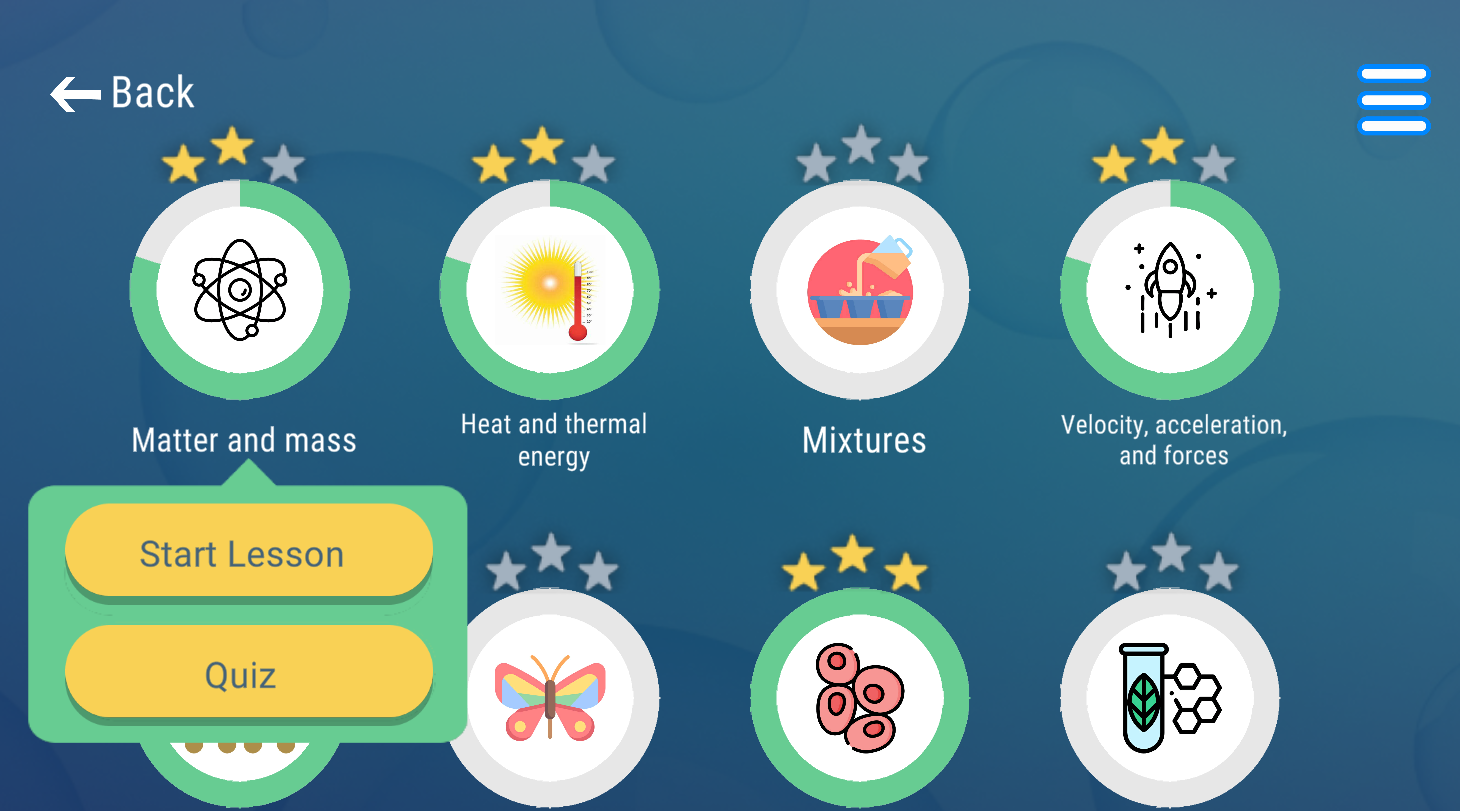 Back
Matter and mass
Heat and thermal
energy
Mixtures
Velocity, acceleration,
and forces
Start Lesson
Quiz